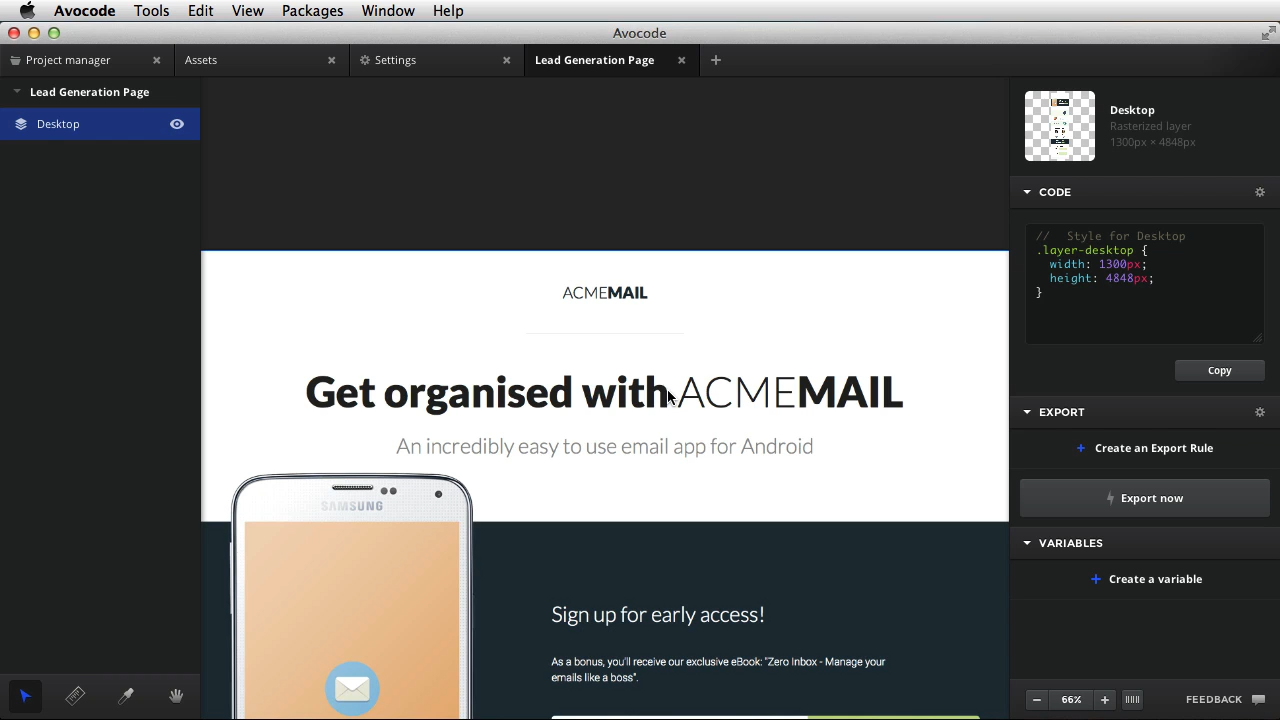 Avocode Tools Edit View Packages Window Help
Avocode
Project manager
Assets
Settings
Lead Generation Page
Lead Generation Page
Desktop
ACMEMAIL
Get organised with ACMEMAIL
An incredibly easy to use email app for Android
SAMSUNG
Sign up for early access!
As a bonus, you'll receive our exclusive eBook: "Zero Inbox - Manage your
emails like a boss".
Desktop
Rasterized layer
1300px × 4848px
CODE
// Style for Desktop
.layer-desktop {
width: 1300px;
height: 4848px;
}
Copy
EXPORT
+ Create an Export Rule
Export now
VARIABLES
+ Create a variable
66%
FEEDBACK